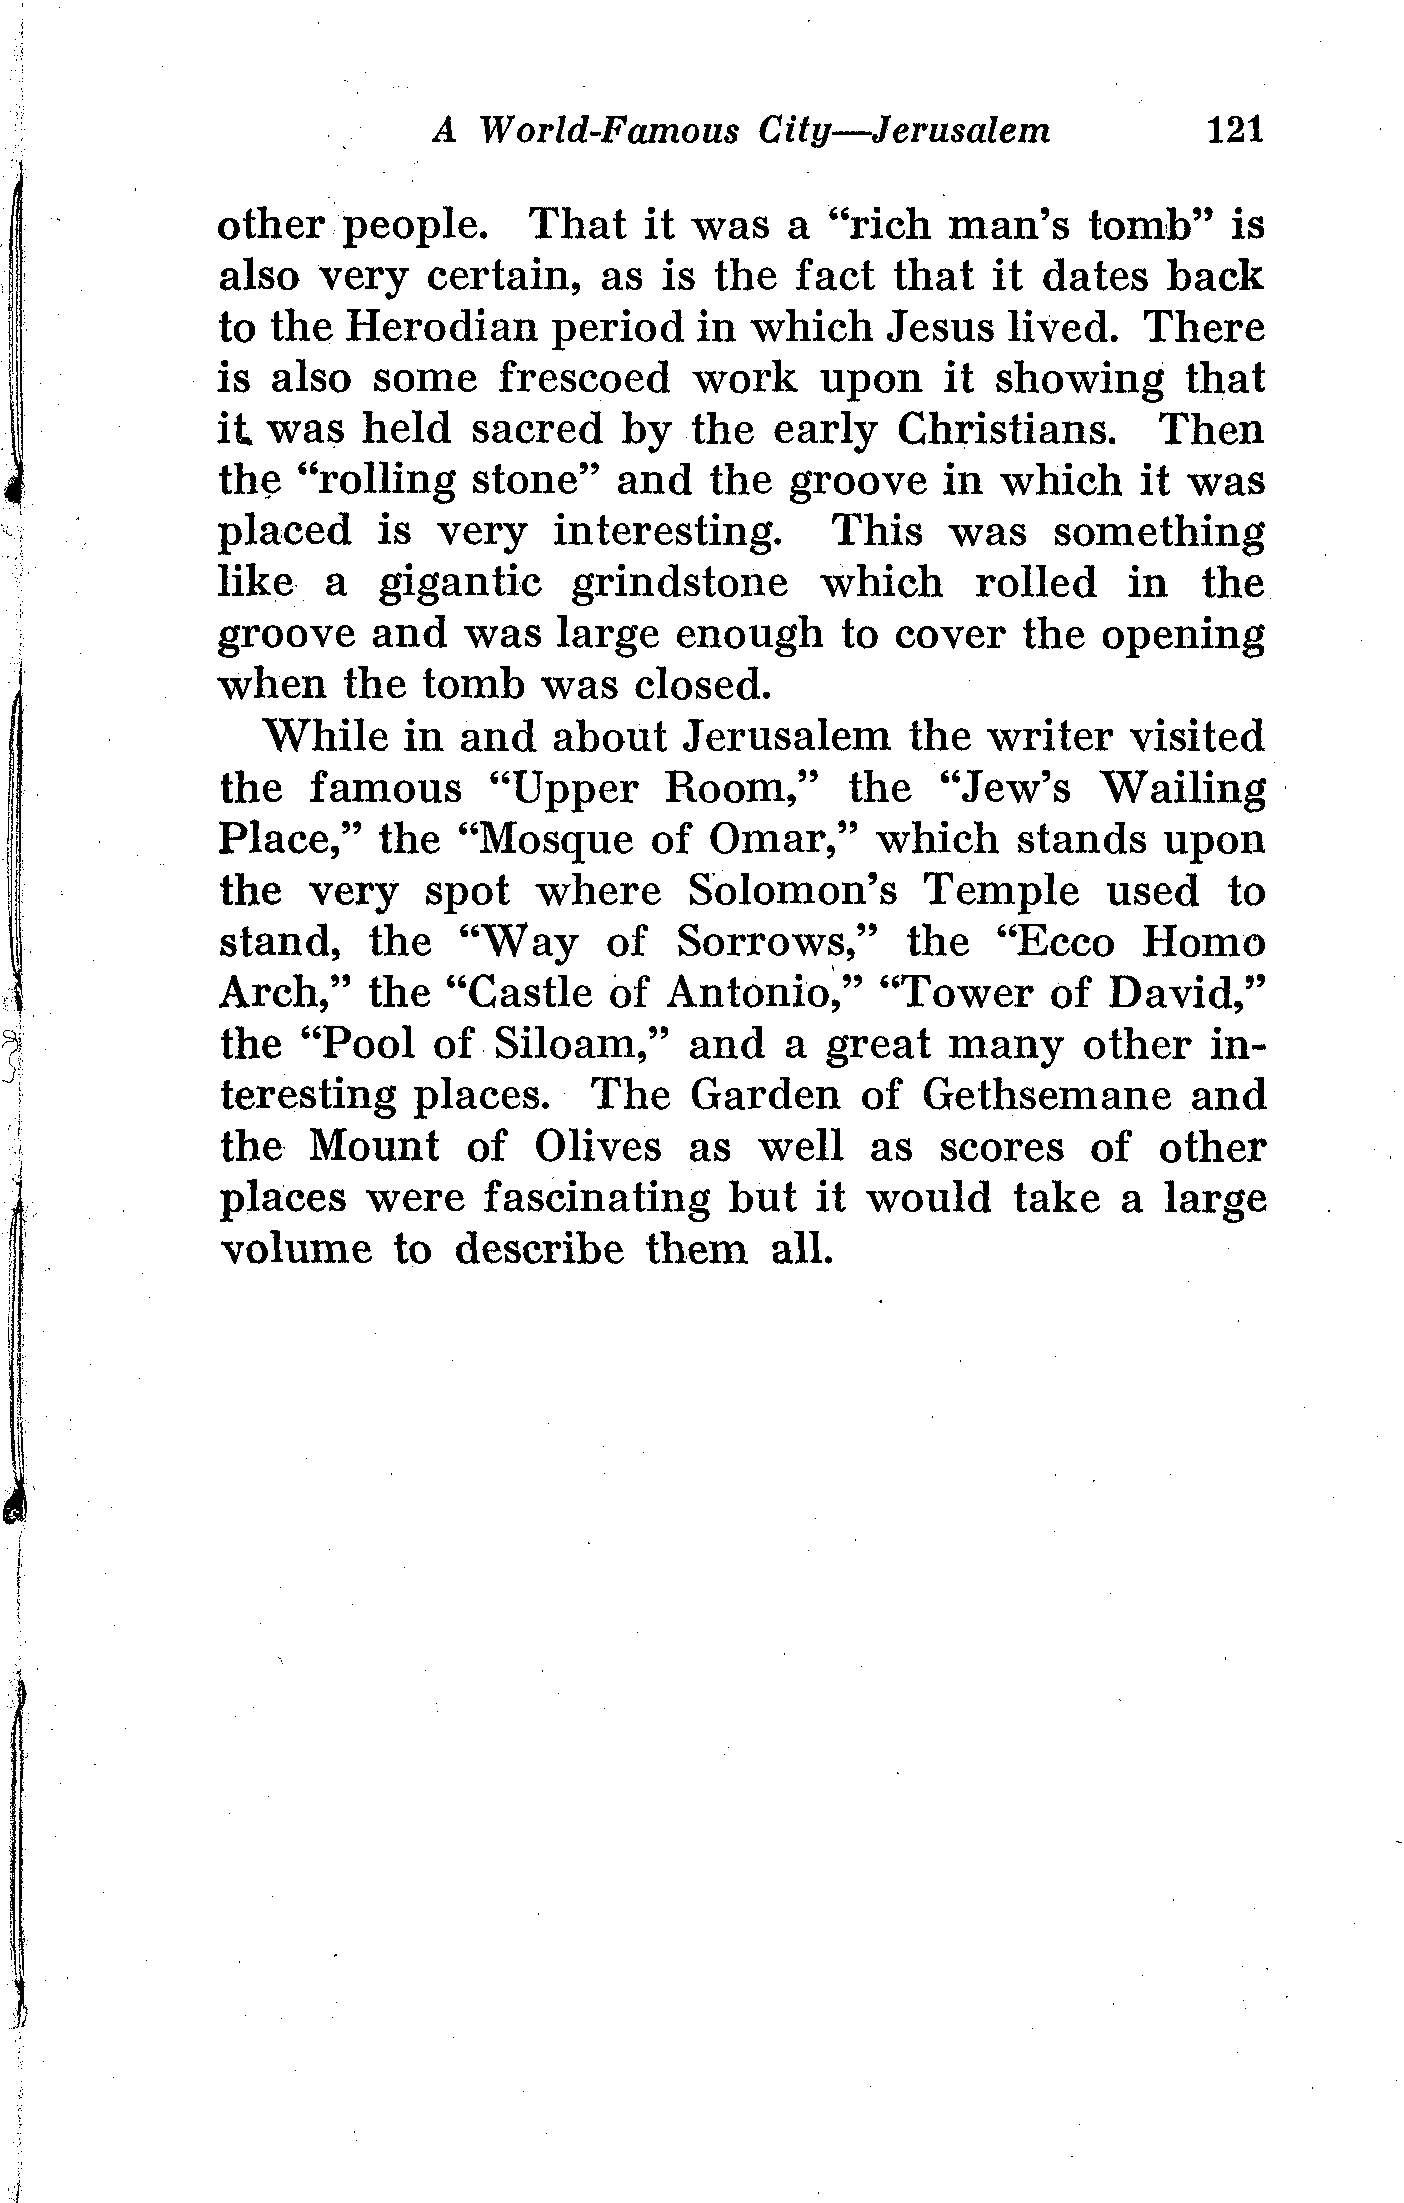 A World-Famous City—Jerusalem 121
other people. That it was a “rich man’s tomb” is
also very certain, as is the fact that it dates back
to the Herodian period in which Jesus lived. There
is also some frescoed work upon it showing that
it was held sacred by the early Christians. Then
the “rolling stone” and the groove in which it was
placed is very interesting. This was something
like a gigantic grindstone which rolled in the
groove and was large enough to cover the opening
when the tomb was closed.
While in and about Jerusalem the writer visited
the famous “Upper Room,” the “Jew’s Wailing
Place,” the “Mosque of Omar,” which stands upon
the very spot where Solomon’s Temple used to
stand, the “Way of Sorrows,” the “Ecco Homo
Arch,” the “Castle of Antonio,” “Tower of David,”
the “Pool of Siloam,” and a great many other in-
teresting places. The Garden of Gethsemane and
the Mount of Olives as well as scores of other
places were fascinating but it would take a large
volume to describe them all.